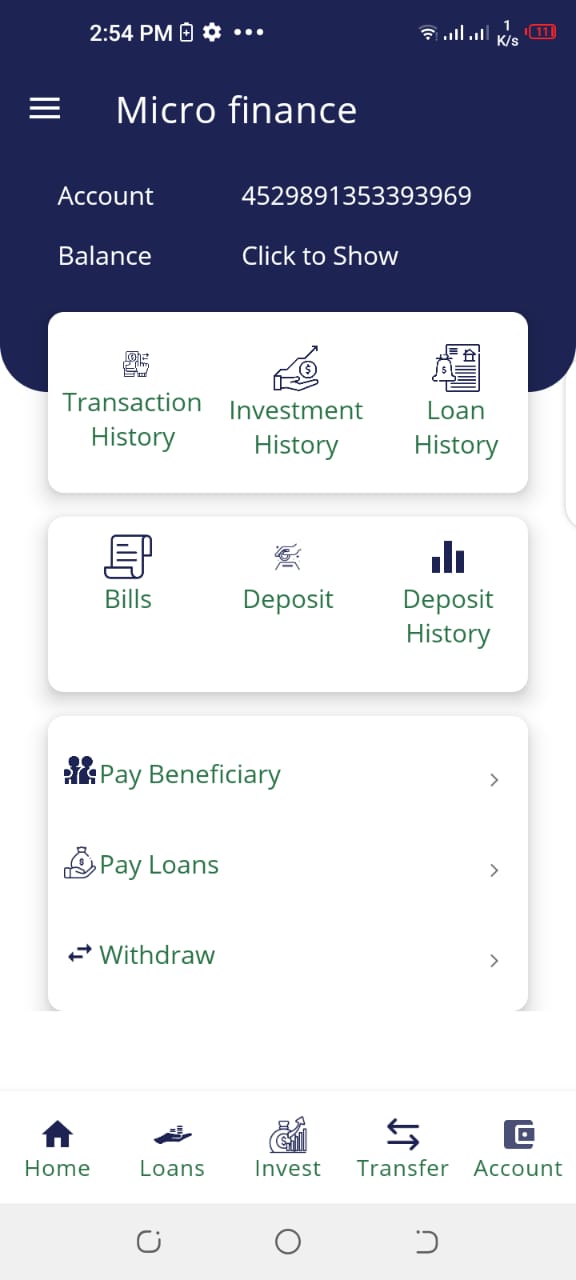 2:54 PM
1
K/s
11
Micro finance
Account 4529891353393969
Balance Click to Show
Transaction
History
Investment
History
Loan
History
Bills
Deposit
Deposit
History
Pay Beneficiary
Pay Loans
Withdraw
Home Loans Invest Transfer Account